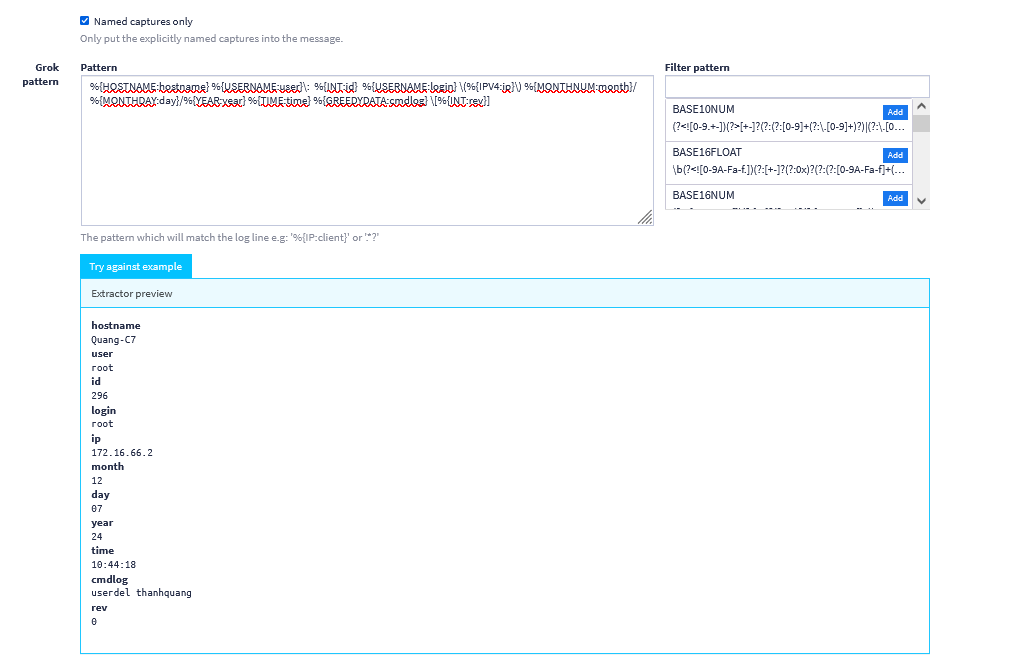 Named captures only
Only put the explicitly named captures into the message.
Grok pattern
Pattern
%{HOSTNAME:hostname} %{USERNAME:user}\:  %{INT:id}  %{USERNAME:login} \(%{IPV4:ip}\) %{MONTHNUM:month}/
%{MONTHDAY:day}/%{YEAR:year} %{TIME:time} %{GREEDYDATA:cmdlog} \[%{INT:rev}]
The pattern which will match the log line e.g: '%{IP:client}' or '.*?'
Filter pattern
BASE10NUM
Add
(?<![0-9.+-])(?>[+-]?(?:(?:[0-9]+(?:\.[0-9]+)?)|(?:\.[0...
BASE16FLOAT
Add
\b(?<![0-9A-Fa-f.])(?:[+-]?(?:0x)?(?:(?:[0-9A-Fa-f]+(...
BASE16NUM
Add
Try against example
Extractor preview
hostname
Quang-C7
user
root
id
296
login
root
ip
172.16.66.2
month
12
day
07
year
24
time
10:44:18
cmdlog
userdel thanhquang
rev
0